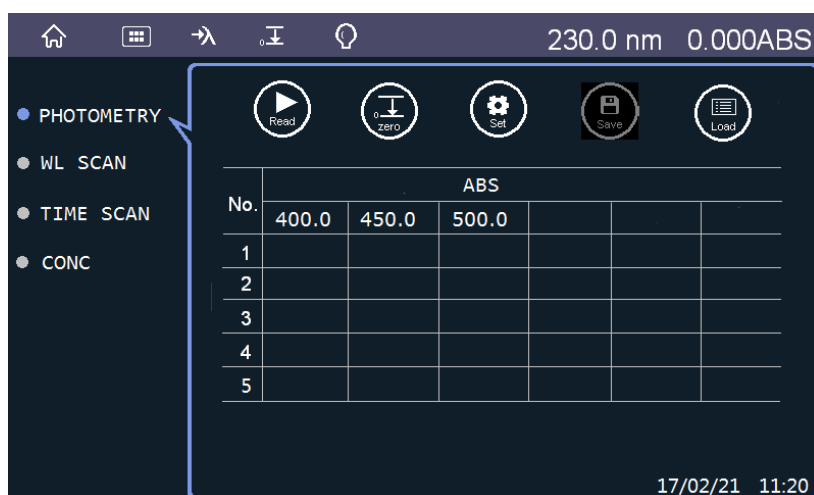 →λ 230.0 nm 0.000ABS
PHOTOMETRY
WL SCAN
TIME SCAN
CONC
Read
0
zero
Set
Save
Load
ABS
No.
400.0 450.0 500.0
1
2
3
4
5
17/02/21 11:20